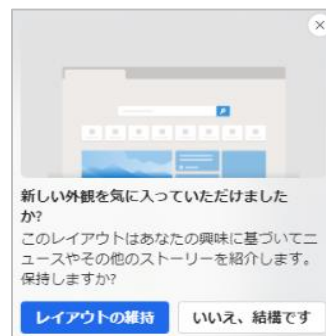 新しい外観を気に入っていただけました
か?
このレイアウトはあなたの興味に基づいてニ
ュースやその他のストーリーを紹介します。
保持しますか?
レイアウトの維持
いいえ、結構です